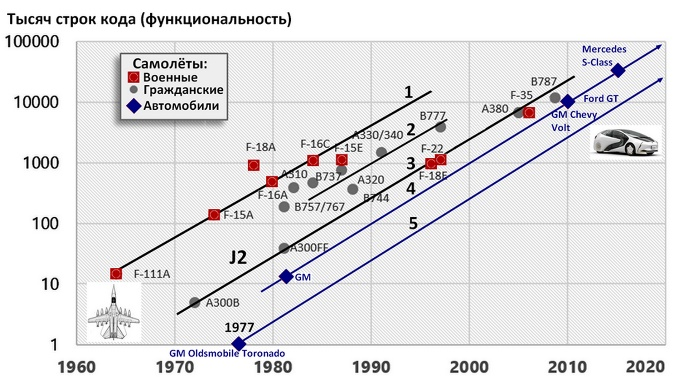 Тысяч строк кода (функциональность)
100000
10000
1000
100
10
1
Самолёты:
Военные
Гражданские
Автомобили
1
2
3
4
5
J2
Mercedes
S-Class
B787
F-35
A380
Ford GT
GM Chevy
Volt
B777
A330/340
F-16C
F-15E
F-18A
F-22
F-18E
A310
B737
A320
F-16A
B757/767
B744
F-15A
A300FF
F-111A
GM
A300B
1977
GM Oldsmobile Toronado
1960
1970
1980
1990
2000
2010
2020